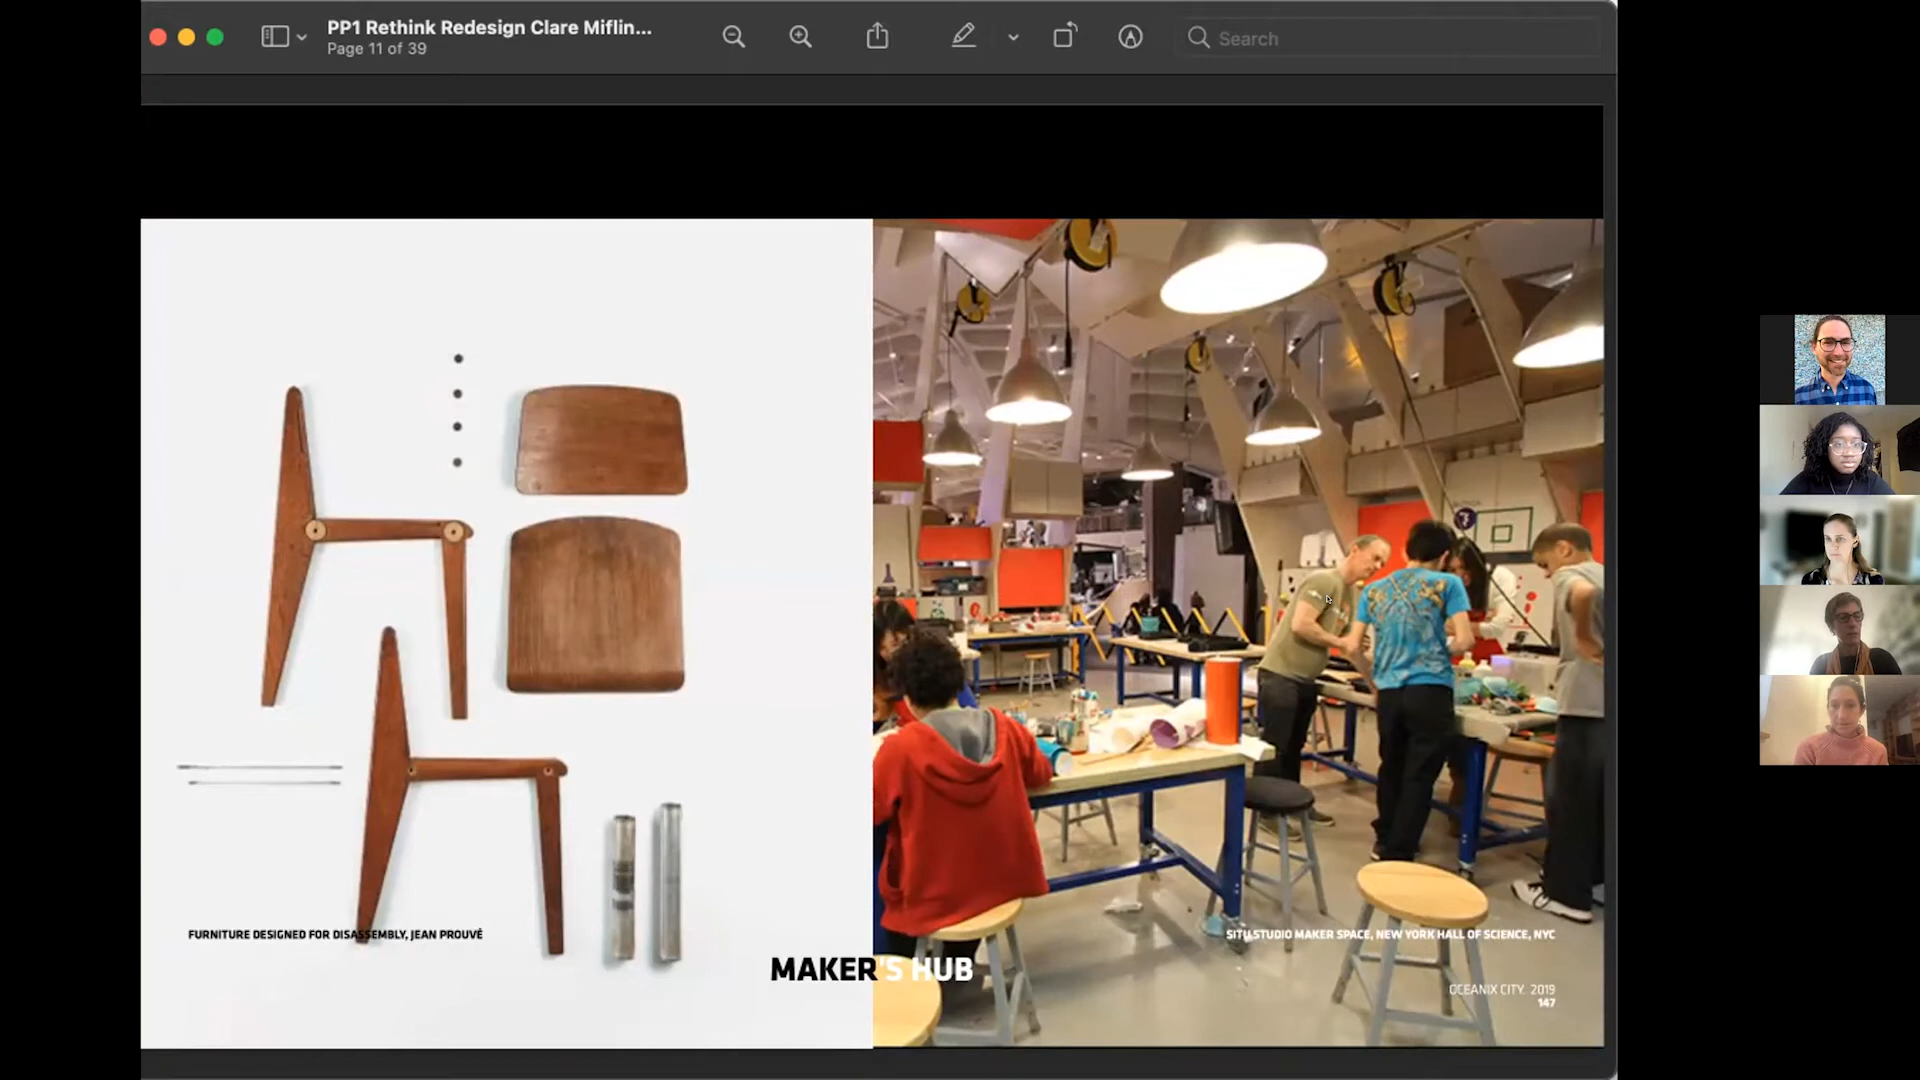 PP1 Rethink Redesign Clare Miflin...
Page 11 of 39
Search
FURNITURE DESIGNED FOR DISASSEMBLY, JEAN PROUVÉ
SITU STUDIO MAKER SPACE, NEW YORK HALL OF SCIENCE, NYC
MAKER'S HUB
OCEANIX CITY. 2019
147